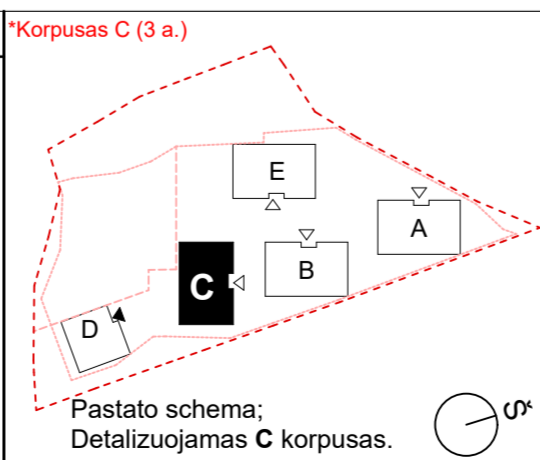 *Korpusas C (3 a.)
E
A
B
C
D
Pastato schema;
Detalizuojamas C korpusas.
Š